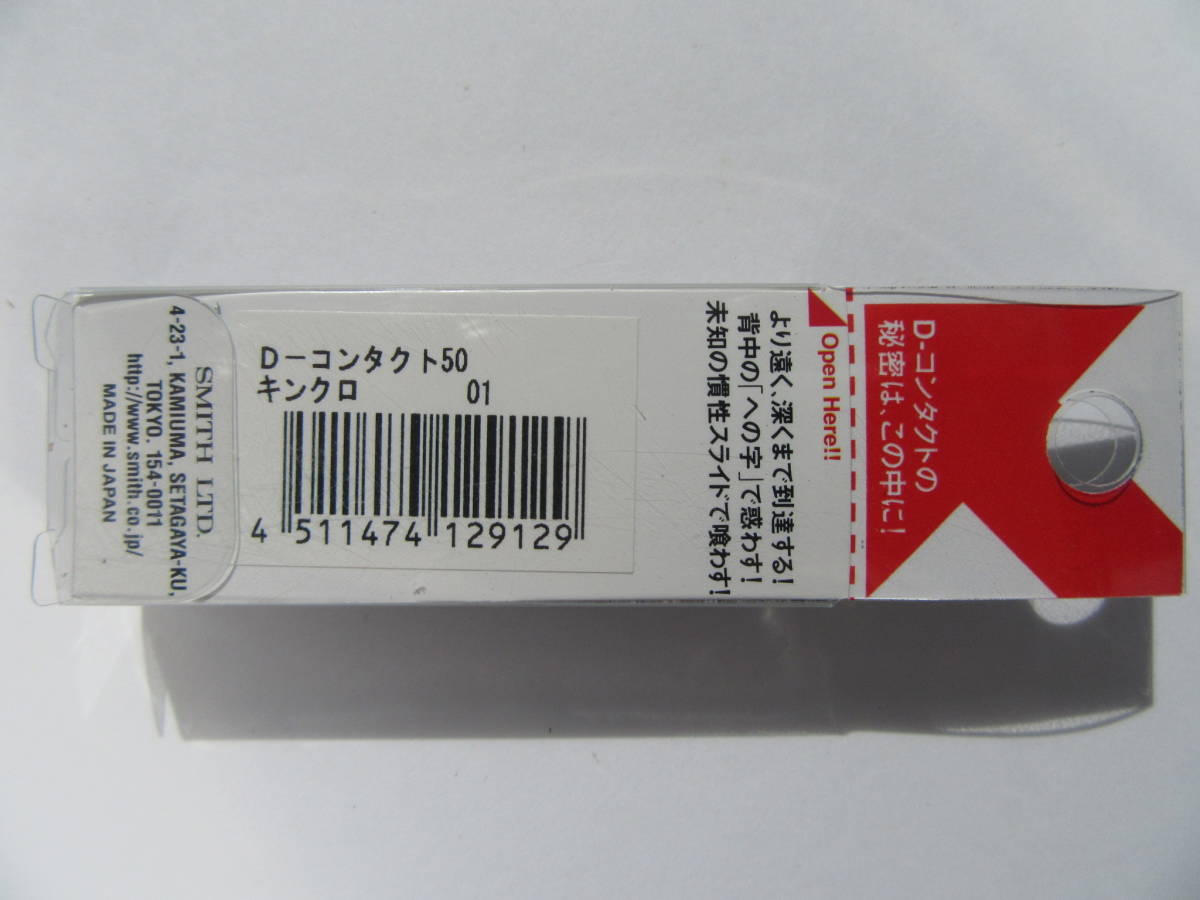 SMITH LTD.
4-23-1, KAMIUMA, SETAGAYA-KU,
TOKYO. 154-0011
http://www.smith.co.jp/
MADE IN JAPAN
D-コンタクト50
キンクロ 01
4 511474 129129
より遠く、深くまで到達する!
背中の「への字」で惑わす!
未知の慣性スライドで喰わす!
Open Here!!
D-コンタクトの
秘密は、この中に!